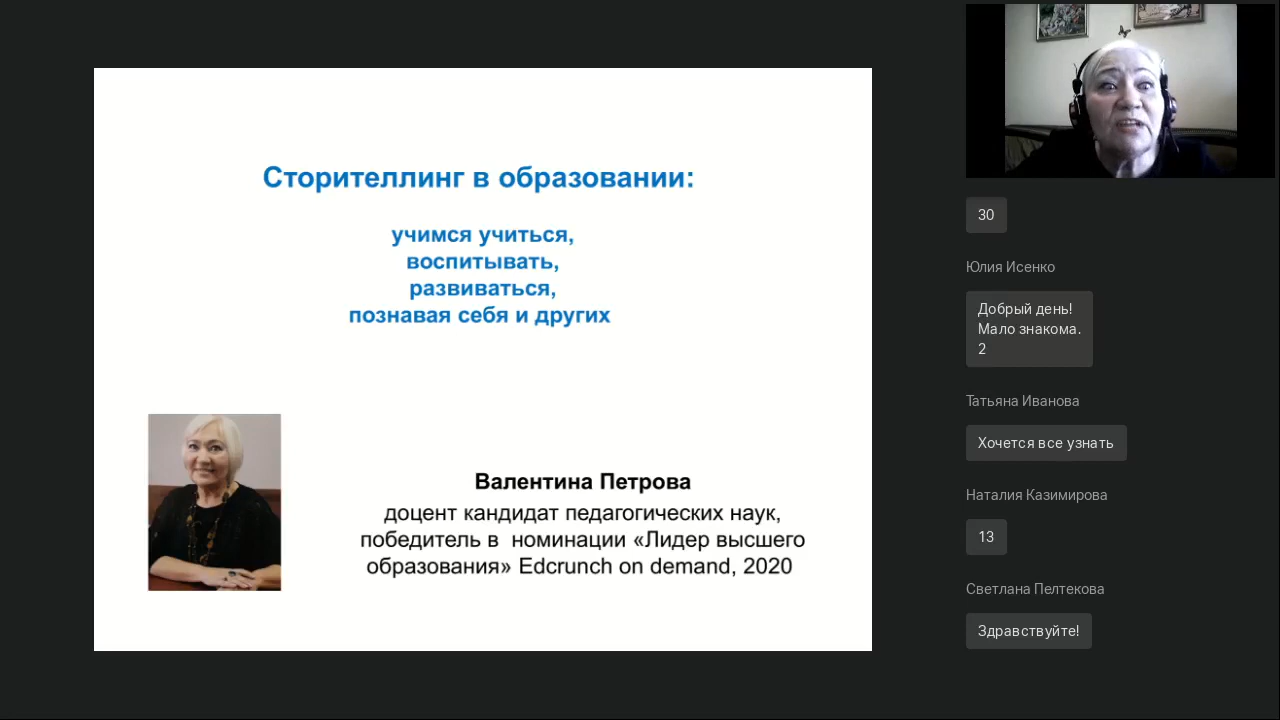 Сторителлинг в образовании:
учимся учиться,
воспитывать,
развиваться,
познавая себя и других
Валентина Петрова
доцент кандидат педагогических наук,
победитель в номинации «Лидер высшего
образования» Edcrunch on demand, 2020
30
Юлия Исенко
Добрый день!
Мало знакома.
2
Татьяна Иванова
Хочется все узнать
Наталия Казимирова
13
Светлана Пелтекова
Здравствуйте!